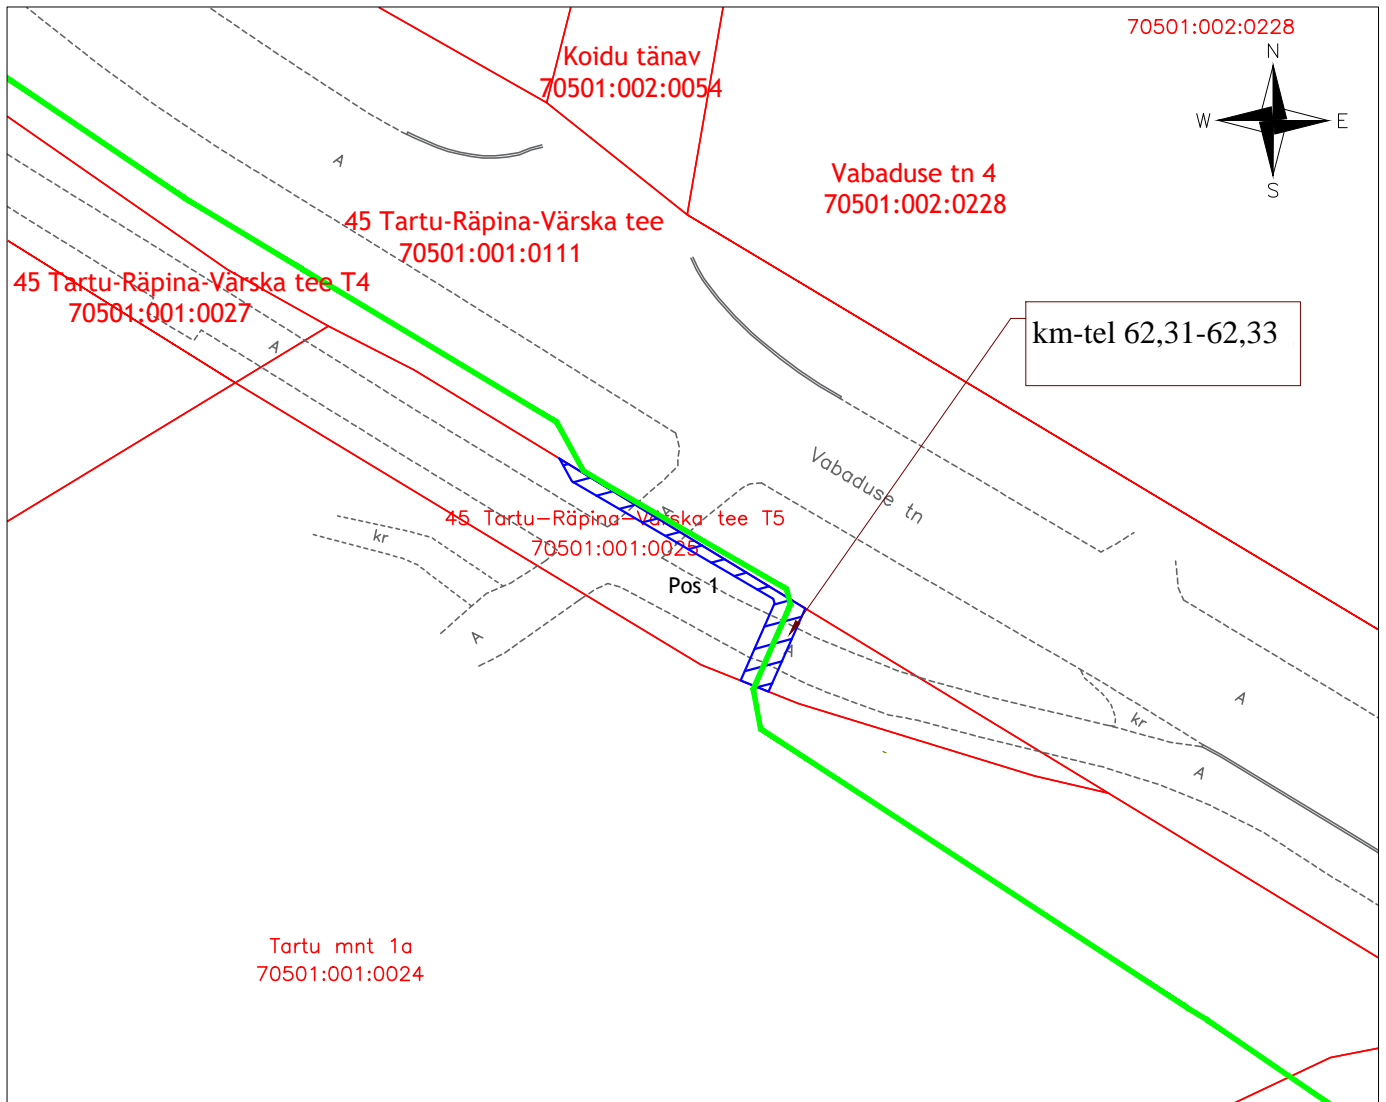 70501:002:0228
N
W
E
S
Koidu tänav
70501:002:0054
Vabaduse tn 4
70501:002:0228
A
45 Tartu-Räpina-Värska tee
70501:001:0111
45 Tartu-Räpina-Värska tee T4
70501:001:0027
A
km-tel 62,31-62,33
Vabaduse tn
A
45 Tartu-Räpina-Värska tee T5
70501:001:0025
kr
Pos 1
A
A
A
kr
A
Tartu mnt 1a
70501:001:0024